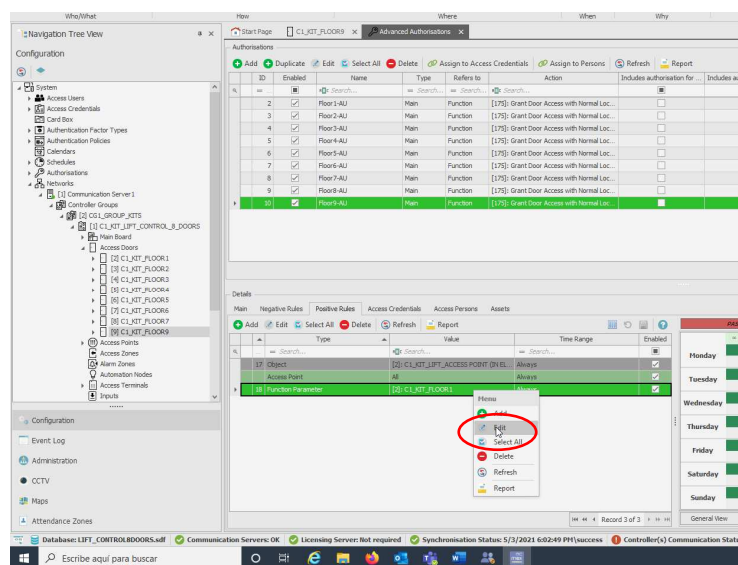 Who/What How Where When Why
Navigation Tree View
Start Page C1_KIT_FLOOR9 Advanced Authorisations
Configuration
Authorisations
Add Duplicate Edit Select All Delete Assign to Access Credentials Assign to Persons Refresh Report
ID Enabled Name Type Refers to Action Includes authorisation for ... Includes au
= = Search... = Search... = Search... Search...
2 Floor1-AU Main Function [175]: Grant Door Access with Normal Loc...
3 Floor2-AU Main Function [175]: Grant Door Access with Normal Loc...
4 Floor3-AU Main Function [175]: Grant Door Access with Normal Loc...
5 Floor4-AU Main Function [175]: Grant Door Access with Normal Loc...
6 Floor5-AU Main Function [175]: Grant Door Access with Normal Loc...
7 Floor6-AU Main Function [175]: Grant Door Access with Normal Loc...
8 Floor7-AU Main Function [175]: Grant Door Access with Normal Loc...
9 Floor8-AU Main Function [175]: Grant Door Access with Normal Loc...
10 Floor9-AU Main Function [175]: Grant Door Access with Normal Loc...
System
Access Users
Access Credentials
Card Box
Authentication Factor Types
Authentication Policies
Calendars
Schedules
Authorisations
Networks
[1] Communication Server1
Controller Groups
[2] CG1_GROUP_KITS
[1] C1_KIT_LIFT_CONTROL_8_DOORS
Main Board
Access Doors
[2] C1_KIT_FLOOR1
[3] C1_KIT_FLOOR2
[4] C1_KIT_FLOOR3
[5] C1_KIT_FLOOR4
[6] C1_KIT_FLOOR5
[7] C1_KIT_FLOOR6
[8] C1_KIT_FLOOR7
[9] C1_KIT_FLOOR9
Access Points
Access Zones
Alarm Zones
Automation Nodes
Access Terminals
Inputs
Configuration
Event Log
Administration
CCTV
Maps
Attendance Zones
Details
Main Negative Rules Positive Rules Access Credentials Access Persons Assets
Add Edit Select All Delete Refresh Report
Type Value Time Range Enabled
= Search... Search... = Search...
17 Object [2]: C1_KIT_LIFT_ACCESS POINT (IN EL... Always
Access Point All Always
18 Function Parameter [2]: C1_KIT_FLOOR1 Always
Menu
Add
Edit
Select All
Delete
Refresh
Report
Record 3 of 3
PAS
Monday
Tuesday
Wednesday
Thursday
Friday
Saturday
Sunday
General View
Database: LIFT_CONTROL8DOORS.sdf Communication Servers: OK Licensing Server: Not required Synchronisation Status: 5/3/2021 6:02:49 PM\success Controller(s) Communication Statu
Escribe aquí para buscar